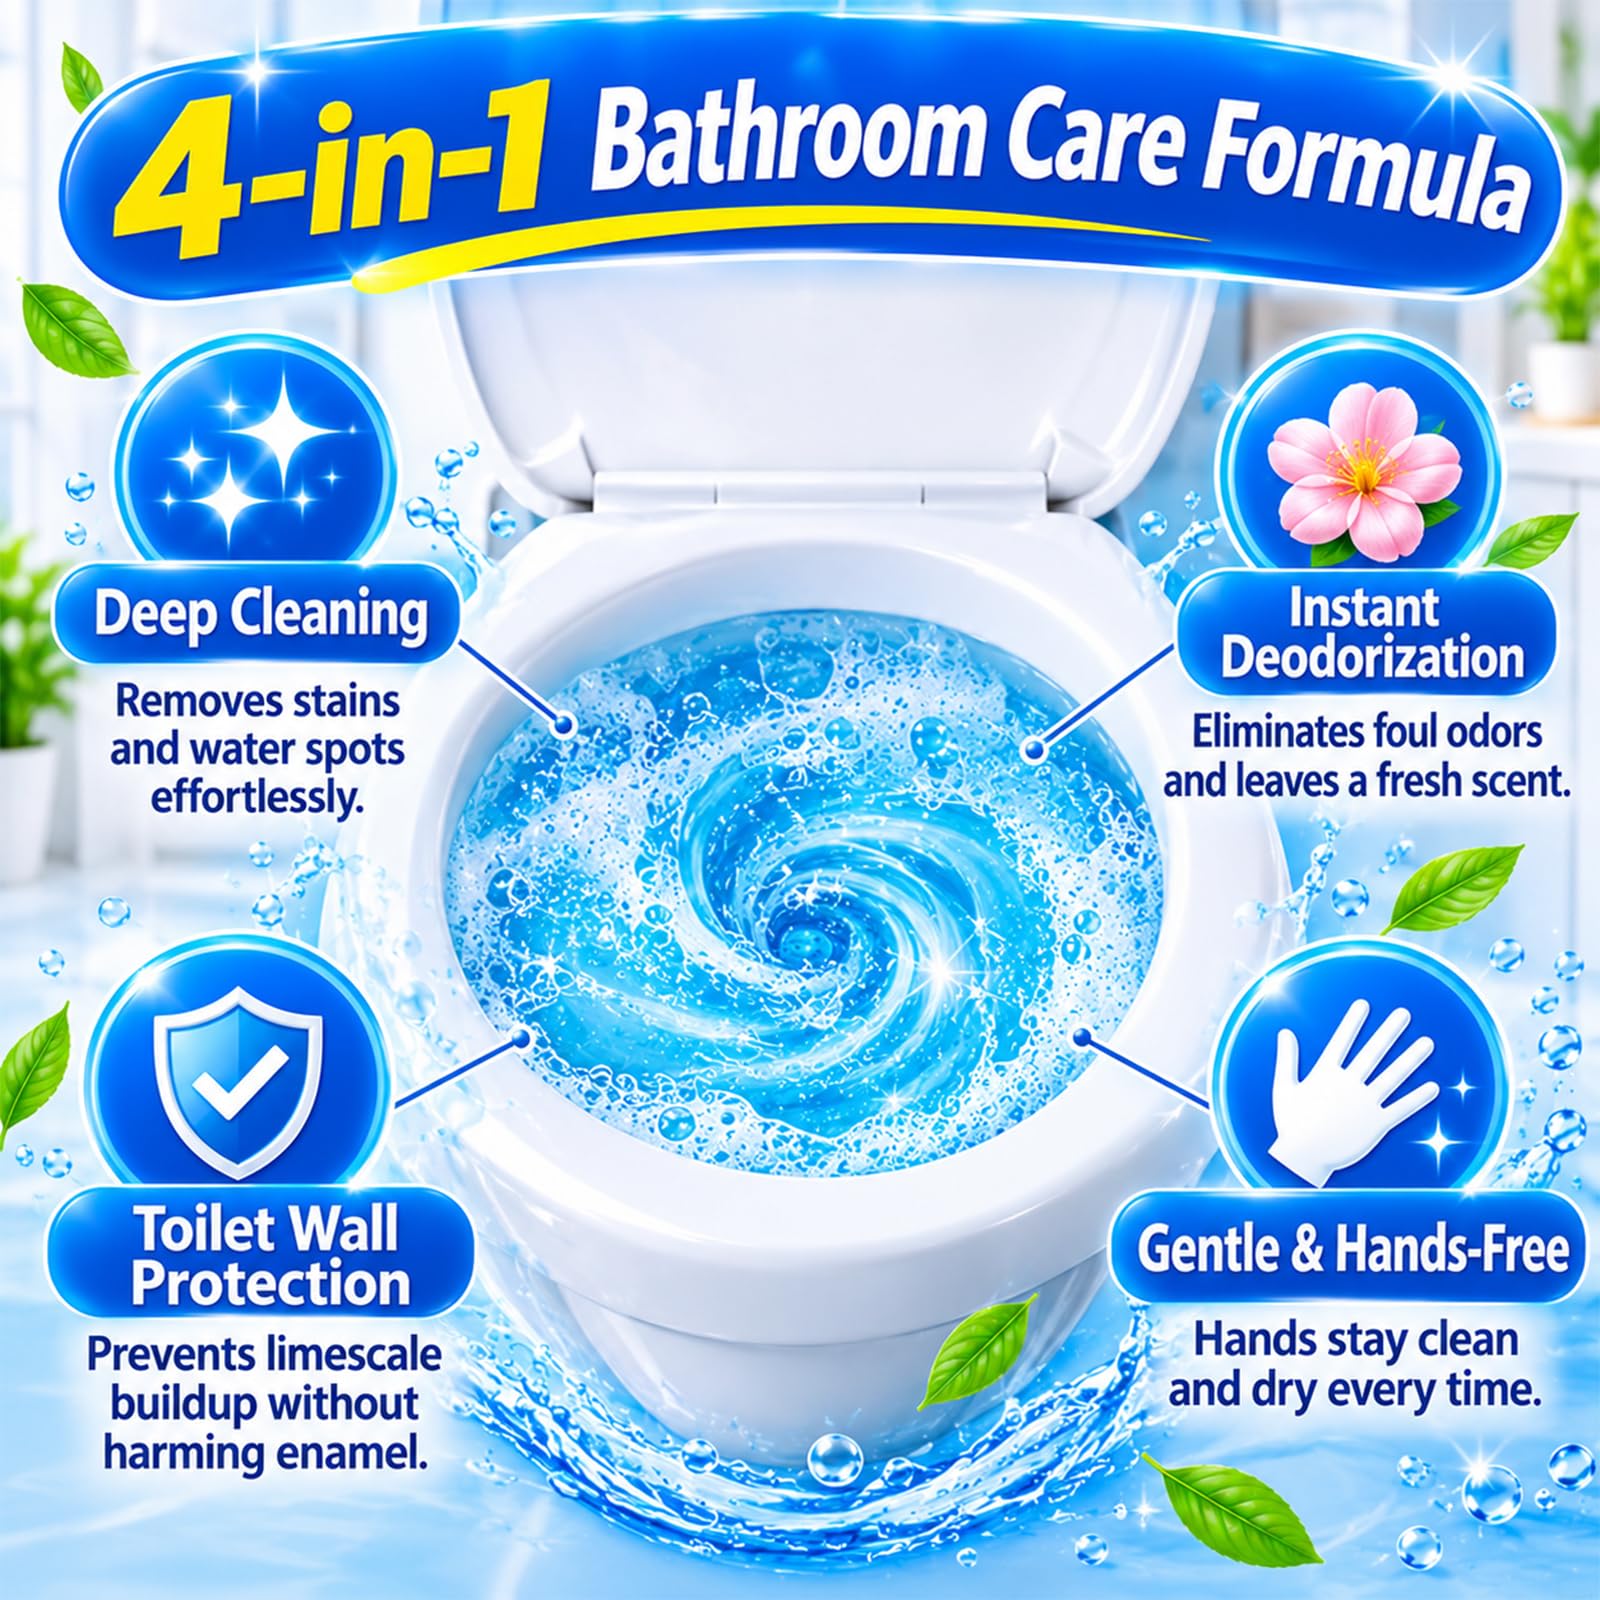 4-in-1 Bathroom Care Formula
Deep Cleaning
Removes stains
and water spots
effortlessly.
Instant
Deodorization
Eliminates foul odors
and leaves a fresh scent.
Toilet Wall
Protection
Prevents limescale
buildup without
harming enamel.
Gentle & Hands-Free
Hands stay clean
and dry every time.